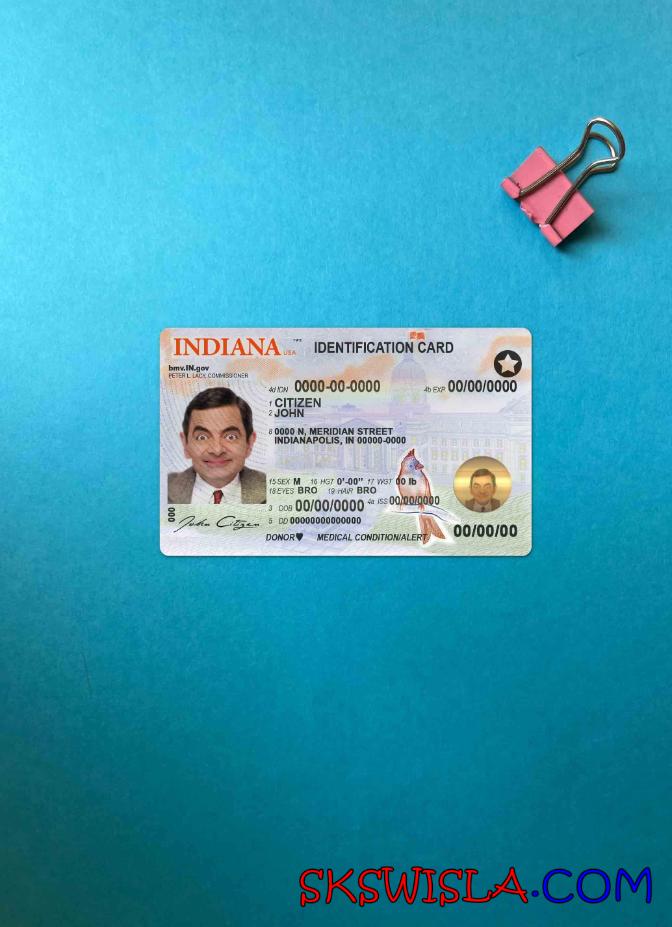 INDIANA USA IDENTIFICATION CARD
bmv.IN.gov
PETER L. LACY, COMMISSIONER
4d IDN 0000-00-0000 4b EXP 00/00/0000
1 CITIZEN
2 JOHN
8 0000 N, MERIDIAN STREET
INDIANAPOLIS, IN 00000-0000
15 SEX M 16 HGT 0'-00" 17 WGT 00 lb
18 EYES BRO 19 HAIR BRO
4a ISS 00/00/0000
3 DOB 00/00/0000
000
John Citizen
5 DD 00000000000000
00/00/00
DONOR♥ MEDICAL CONDITION/ALERT
SKSWISLA.COM